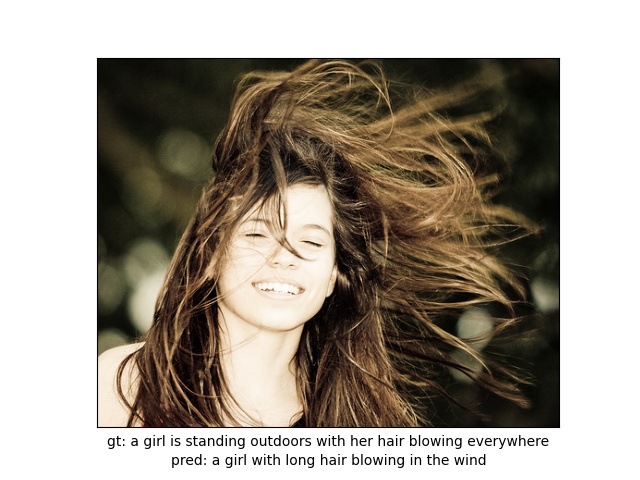 gt: a girl is standing outdoors with her hair blowing everywhere
pred: a girl with long hair blowing in the wind